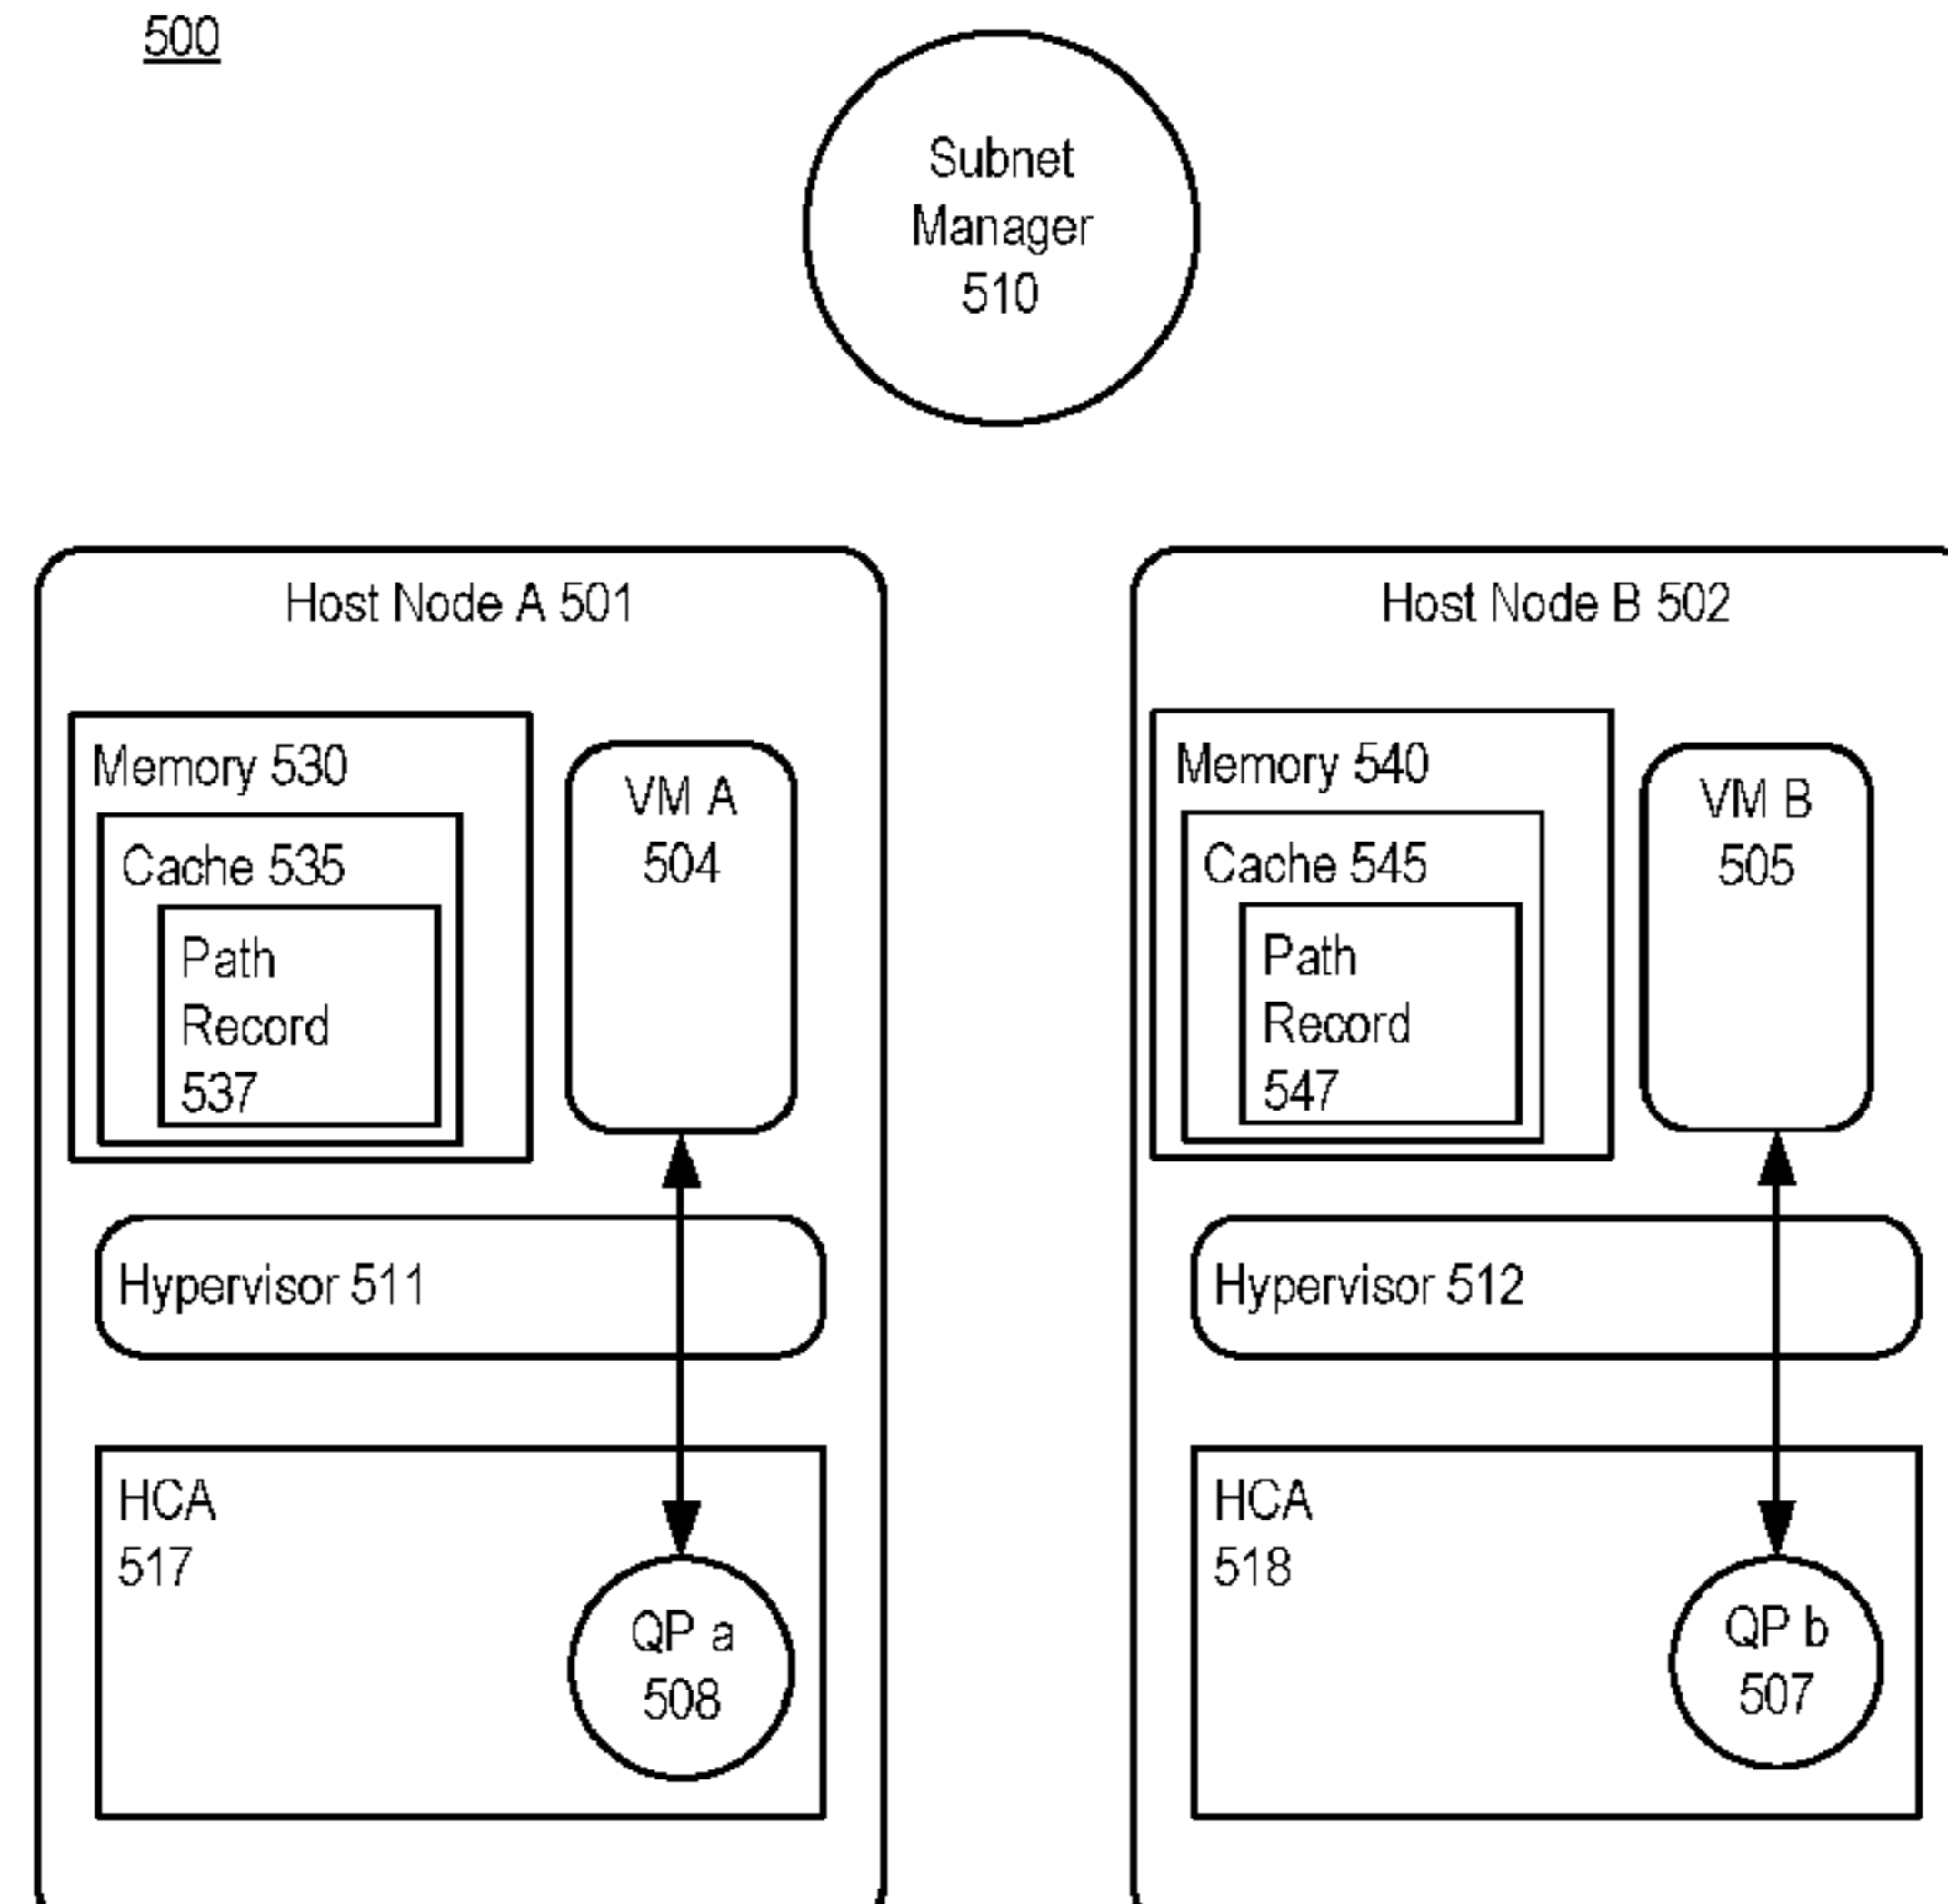 500
Subnet
Manager
510
Host Node A 501
Memory 530
Cache 535
Path
Record
537
VM A
504
Hypervisor 511
HCA
517
QP a
508
Host Node B 502
Memory 540
Cache 545
Path
Record
547
VM B
505
Hypervisor 512
HCA
518
QP b
507